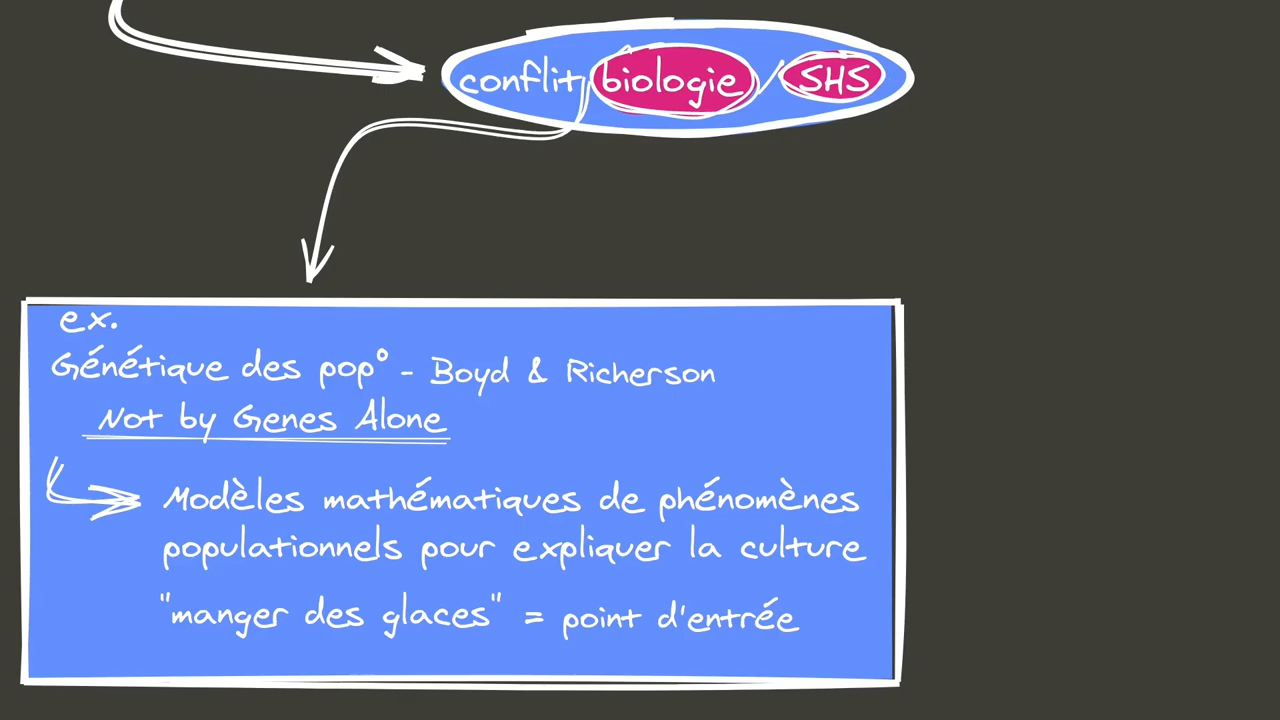 conflit biologie / SHS
ex.
Génétique des pop° - Boyd & Richerson
Not by Genes Alone
Modèles mathématiques de phénomènes
populationnels pour expliquer la culture
"manger des glaces" = point d'entrée